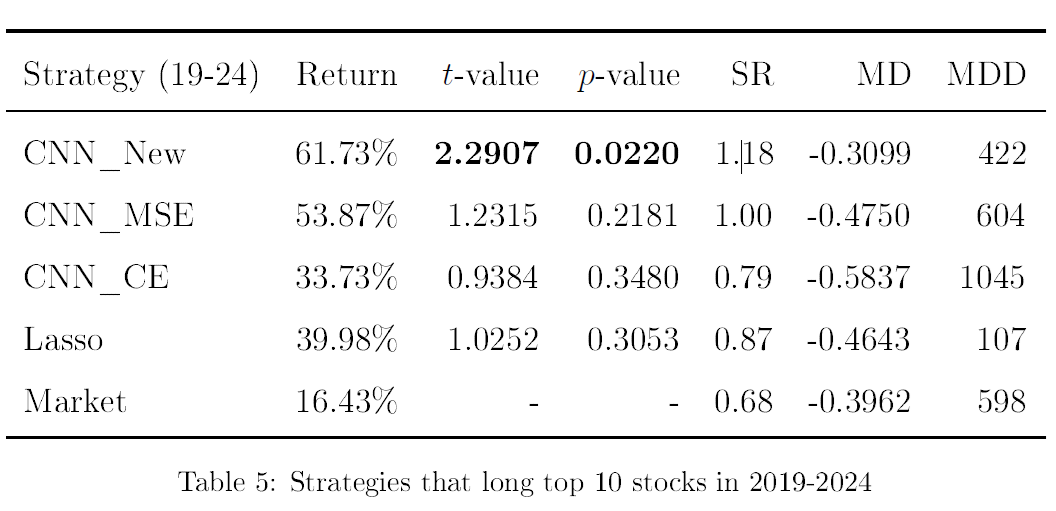 Strategy (19-24) Return t-value p-value SR MD MDD
CNN_New 61.73% 2.2907 0.0220 1.18 -0.3099 422
CNN_MSE 53.87% 1.2315 0.2181 1.00 -0.4750 604
CNN_CE 33.73% 0.9384 0.3480 0.79 -0.5837 1045
Lasso 39.98% 1.0252 0.3053 0.87 -0.4643 107
Market 16.43% - - 0.68 -0.3962 598
Table 5: Strategies that long top 10 stocks in 2019-2024